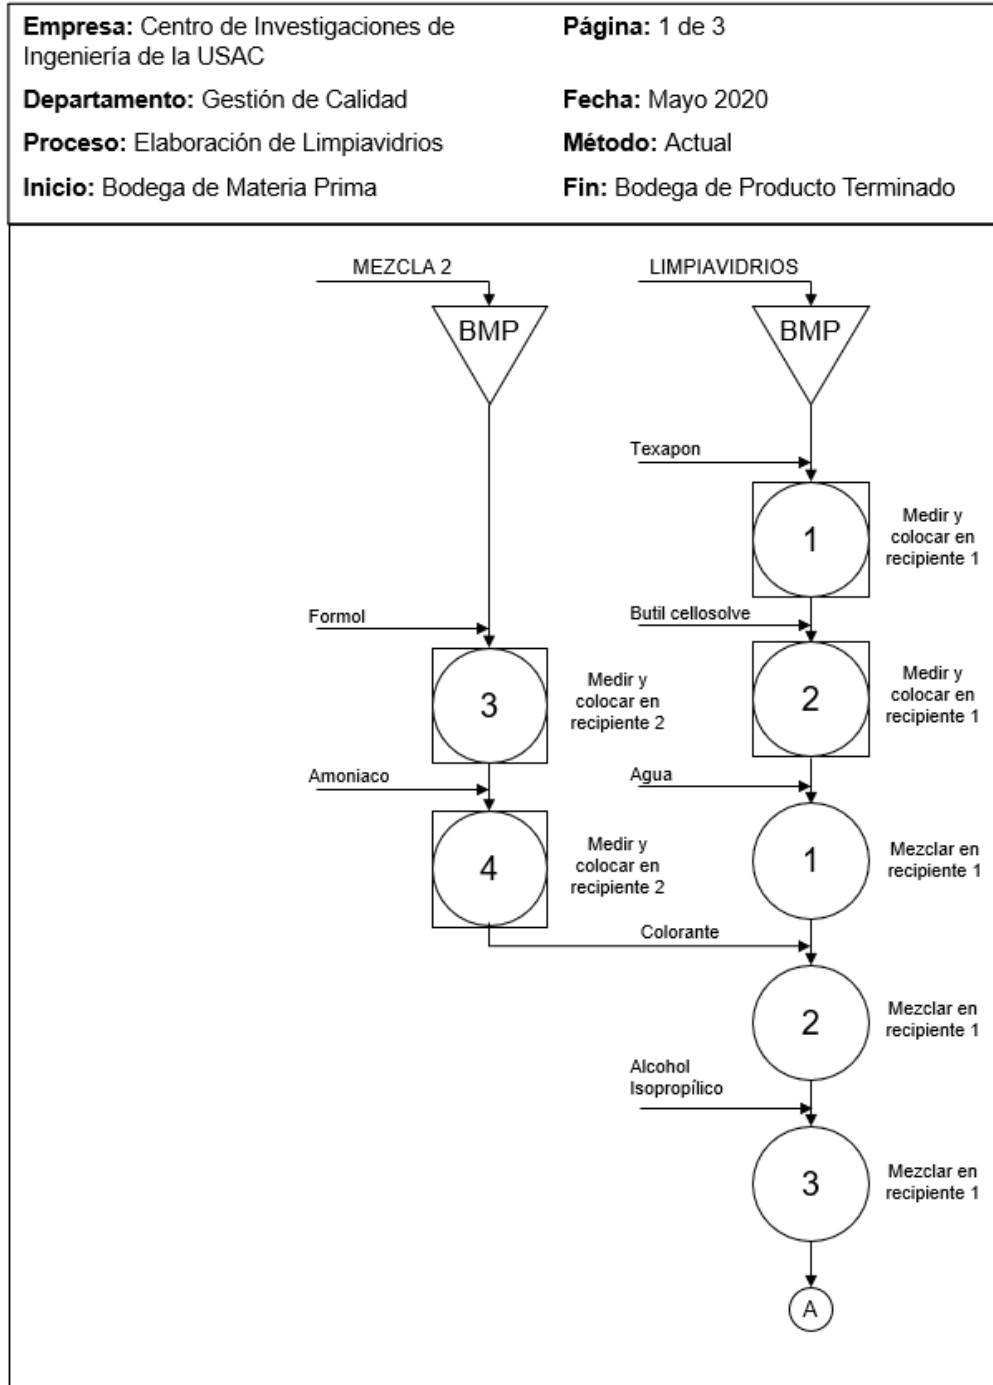 Empresa: Centro de Investigaciones de
Ingeniería de la USAC
Página: 1 de 3
Departamento: Gestión de Calidad
Fecha: Mayo 2020
Proceso: Elaboración de Limpiavidrios
Método: Actual
Inicio: Bodega de Materia Prima
Fin: Bodega de Producto Terminado
MEZCLA 2
LIMPIAVIDRIOS
BMP
BMP
Texapon
1
Medir y
colocar en
recipiente 1
Formol
Butil cellosolve
3
Medir y
colocar en
recipiente 2
2
Medir y
colocar en
recipiente 1
Amoniaco
Agua
4
Medir y
colocar en
recipiente 2
1
Mezclar en
recipiente 1
Colorante
2
Mezclar en
recipiente 1
Alcohol
Isopropílico
3
Mezclar en
recipiente 1
A